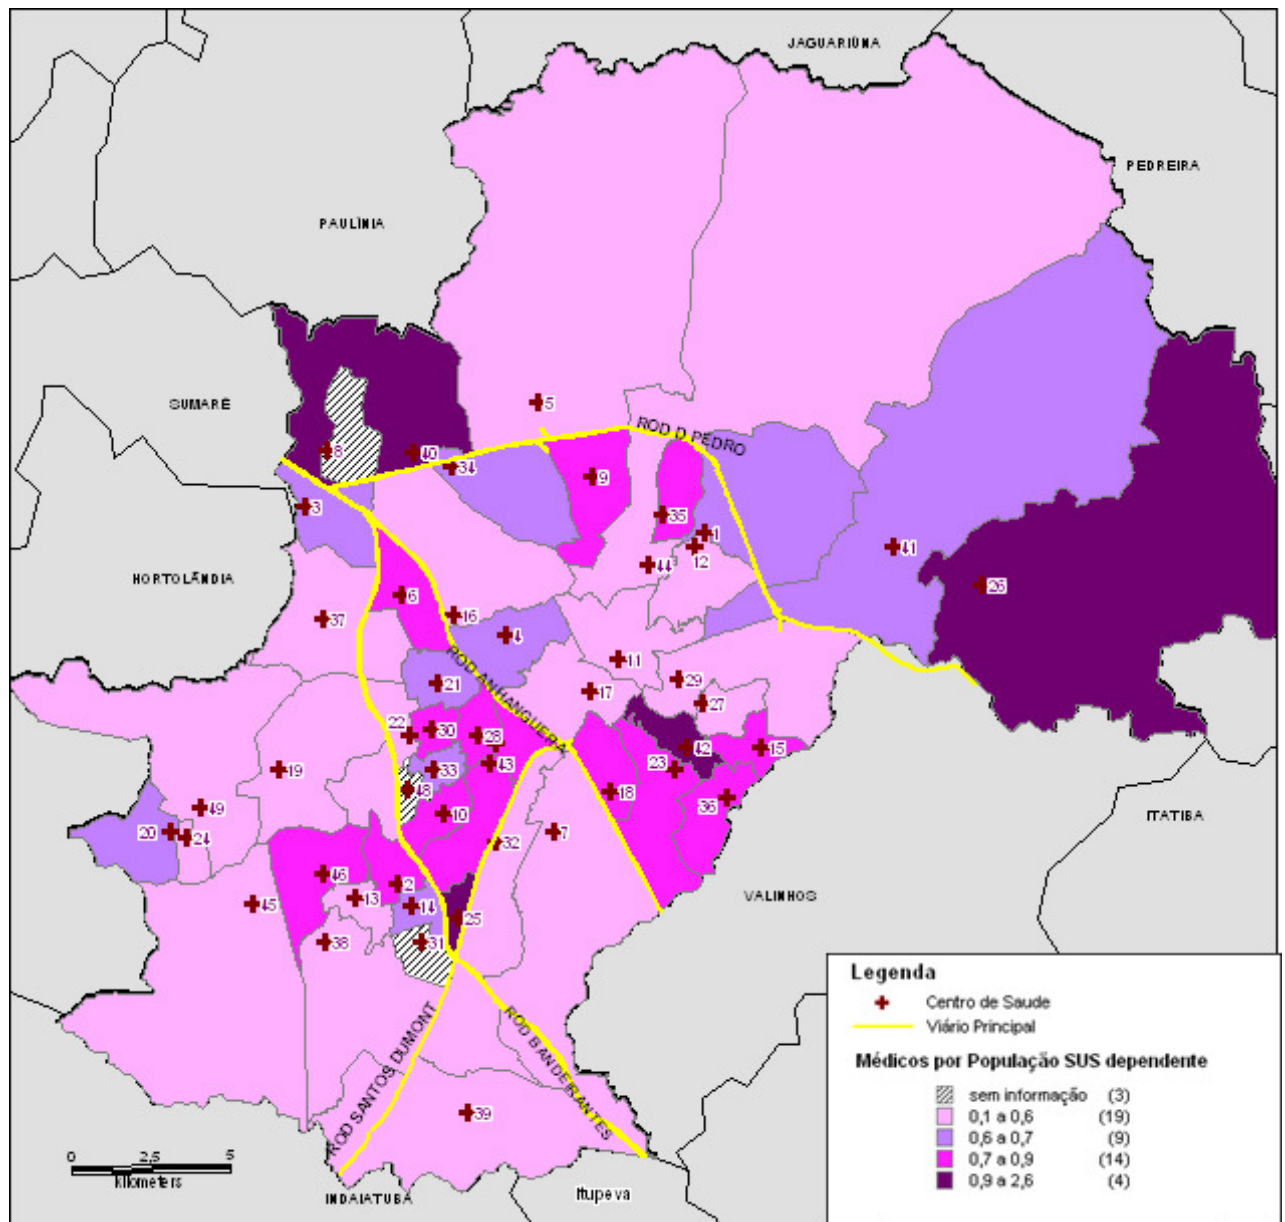 JAGUARIÚNA
PEDREIRA
PAULÍNIA
SUMARÉ
5
ROD D PEDRO
8
40
34
9
3
35
1
12
41
44
HORTOLÂNDIA
26
6
16
37
4
ROD ANHANGUERA
11
21
29
17
27
22
30
28
42
15
43
23
19
33
48
18
36
49
10
ITATIBA
20
24
32
7
46
2
13
45
14
25
VALINHOS
38
31
ROD SANTOS DUMONT
ROD BANDEIRANTES
39
0 2,5 5
kilometers
INDAIATUBA
Itupeva
Legenda
Centro de Saude
Viário Principal
Médicos por População SUS dependente
sem informação (3)
0,1 a 0,6 (19)
0,6 a 0,7 (9)
0,7 a 0,9 (14)
0,9 a 2,6 (4)